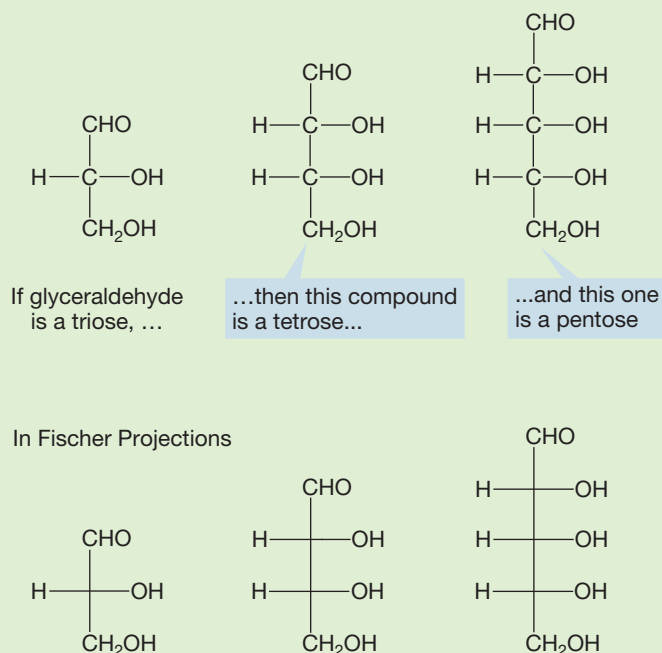 CHO
H—C—OH
CH₂OH
If glyceraldehyde
is a triose, …
CHO
H—C—OH
H—C—OH
CH₂OH
…then this compound
is a tetrose...
CHO
H—C—OH
H—C—OH
H—C—OH
CH₂OH
...and this one
is a pentose
In Fischer Projections
CHO
H OH
CH₂OH
CHO
H OH
H OH
CH₂OH
CHO
H OH
H OH
H OH
CH₂OH